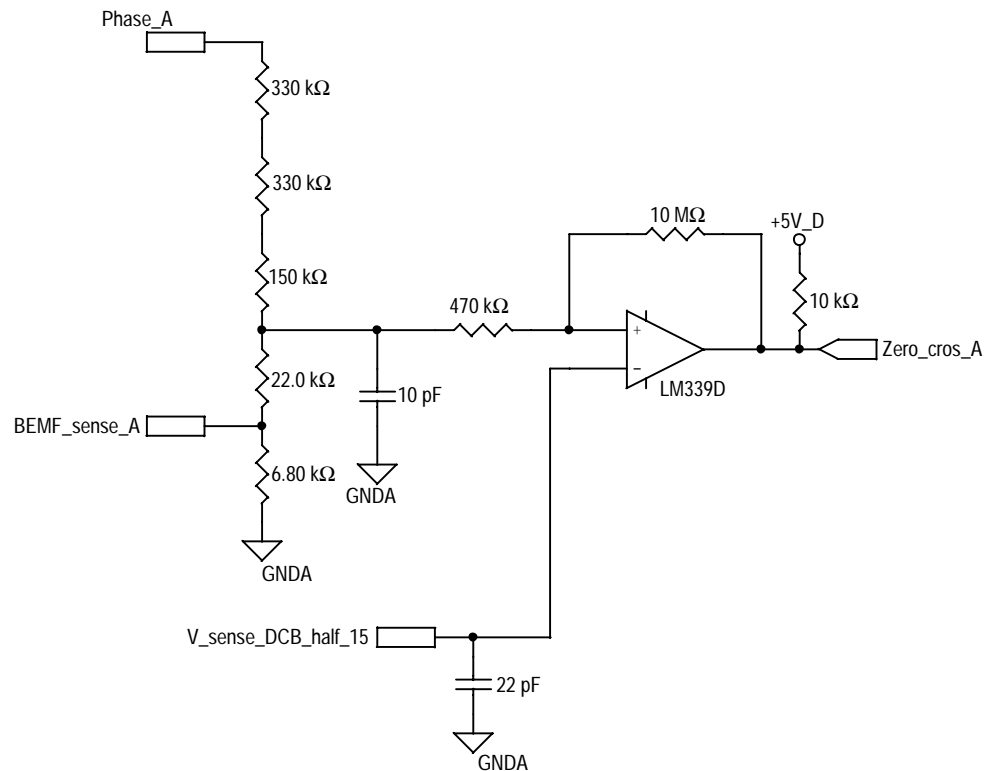 Phase_A
330 kΩ
330 kΩ
10 MΩ
+5V_D
150 kΩ
470 kΩ
10 kΩ
+
Zero_cros_A
−
LM339D
22.0 kΩ
10 pF
BEMF_sense_A
6.80 kΩ
GNDA
GNDA
V_sense_DCB_half_15
22 pF
GNDA